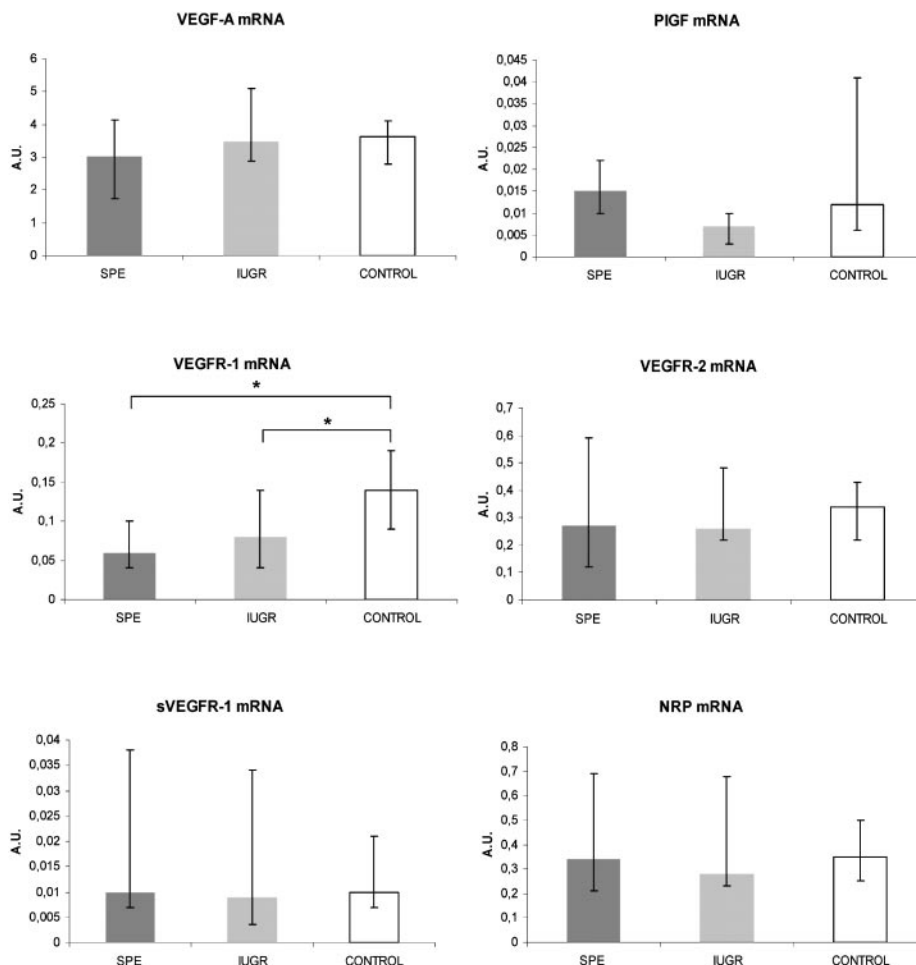 VEGF-A mRNA
6
5
4
3
2
1
0
A.U.
SPE IUGR CONTROL
PIGF mRNA
0,045
0,04
0,035
0,03
0,025
0,02
0,015
0,01
0,005
0
A.U.
SPE IUGR CONTROL
VEGFR-1 mRNA
0,25
0,2
0,15
0,1
0,05
0
A.U.
*
*
SPE IUGR CONTROL
VEGFR-2 mRNA
0,7
0,6
0,5
0,4
0,3
0,2
0,1
0
A.U.
SPE IUGR CONTROL
sVEGFR-1 mRNA
0,04
0,035
0,03
0,025
0,02
0,015
0,010
0,005
0
A.U.
SPE IUGR CONTROL
NRP mRNA
0,8
0,7
0,6
0,5
0,4
0,3
0,2
0,1
0
A.U.
SPE IUGR CONTROL